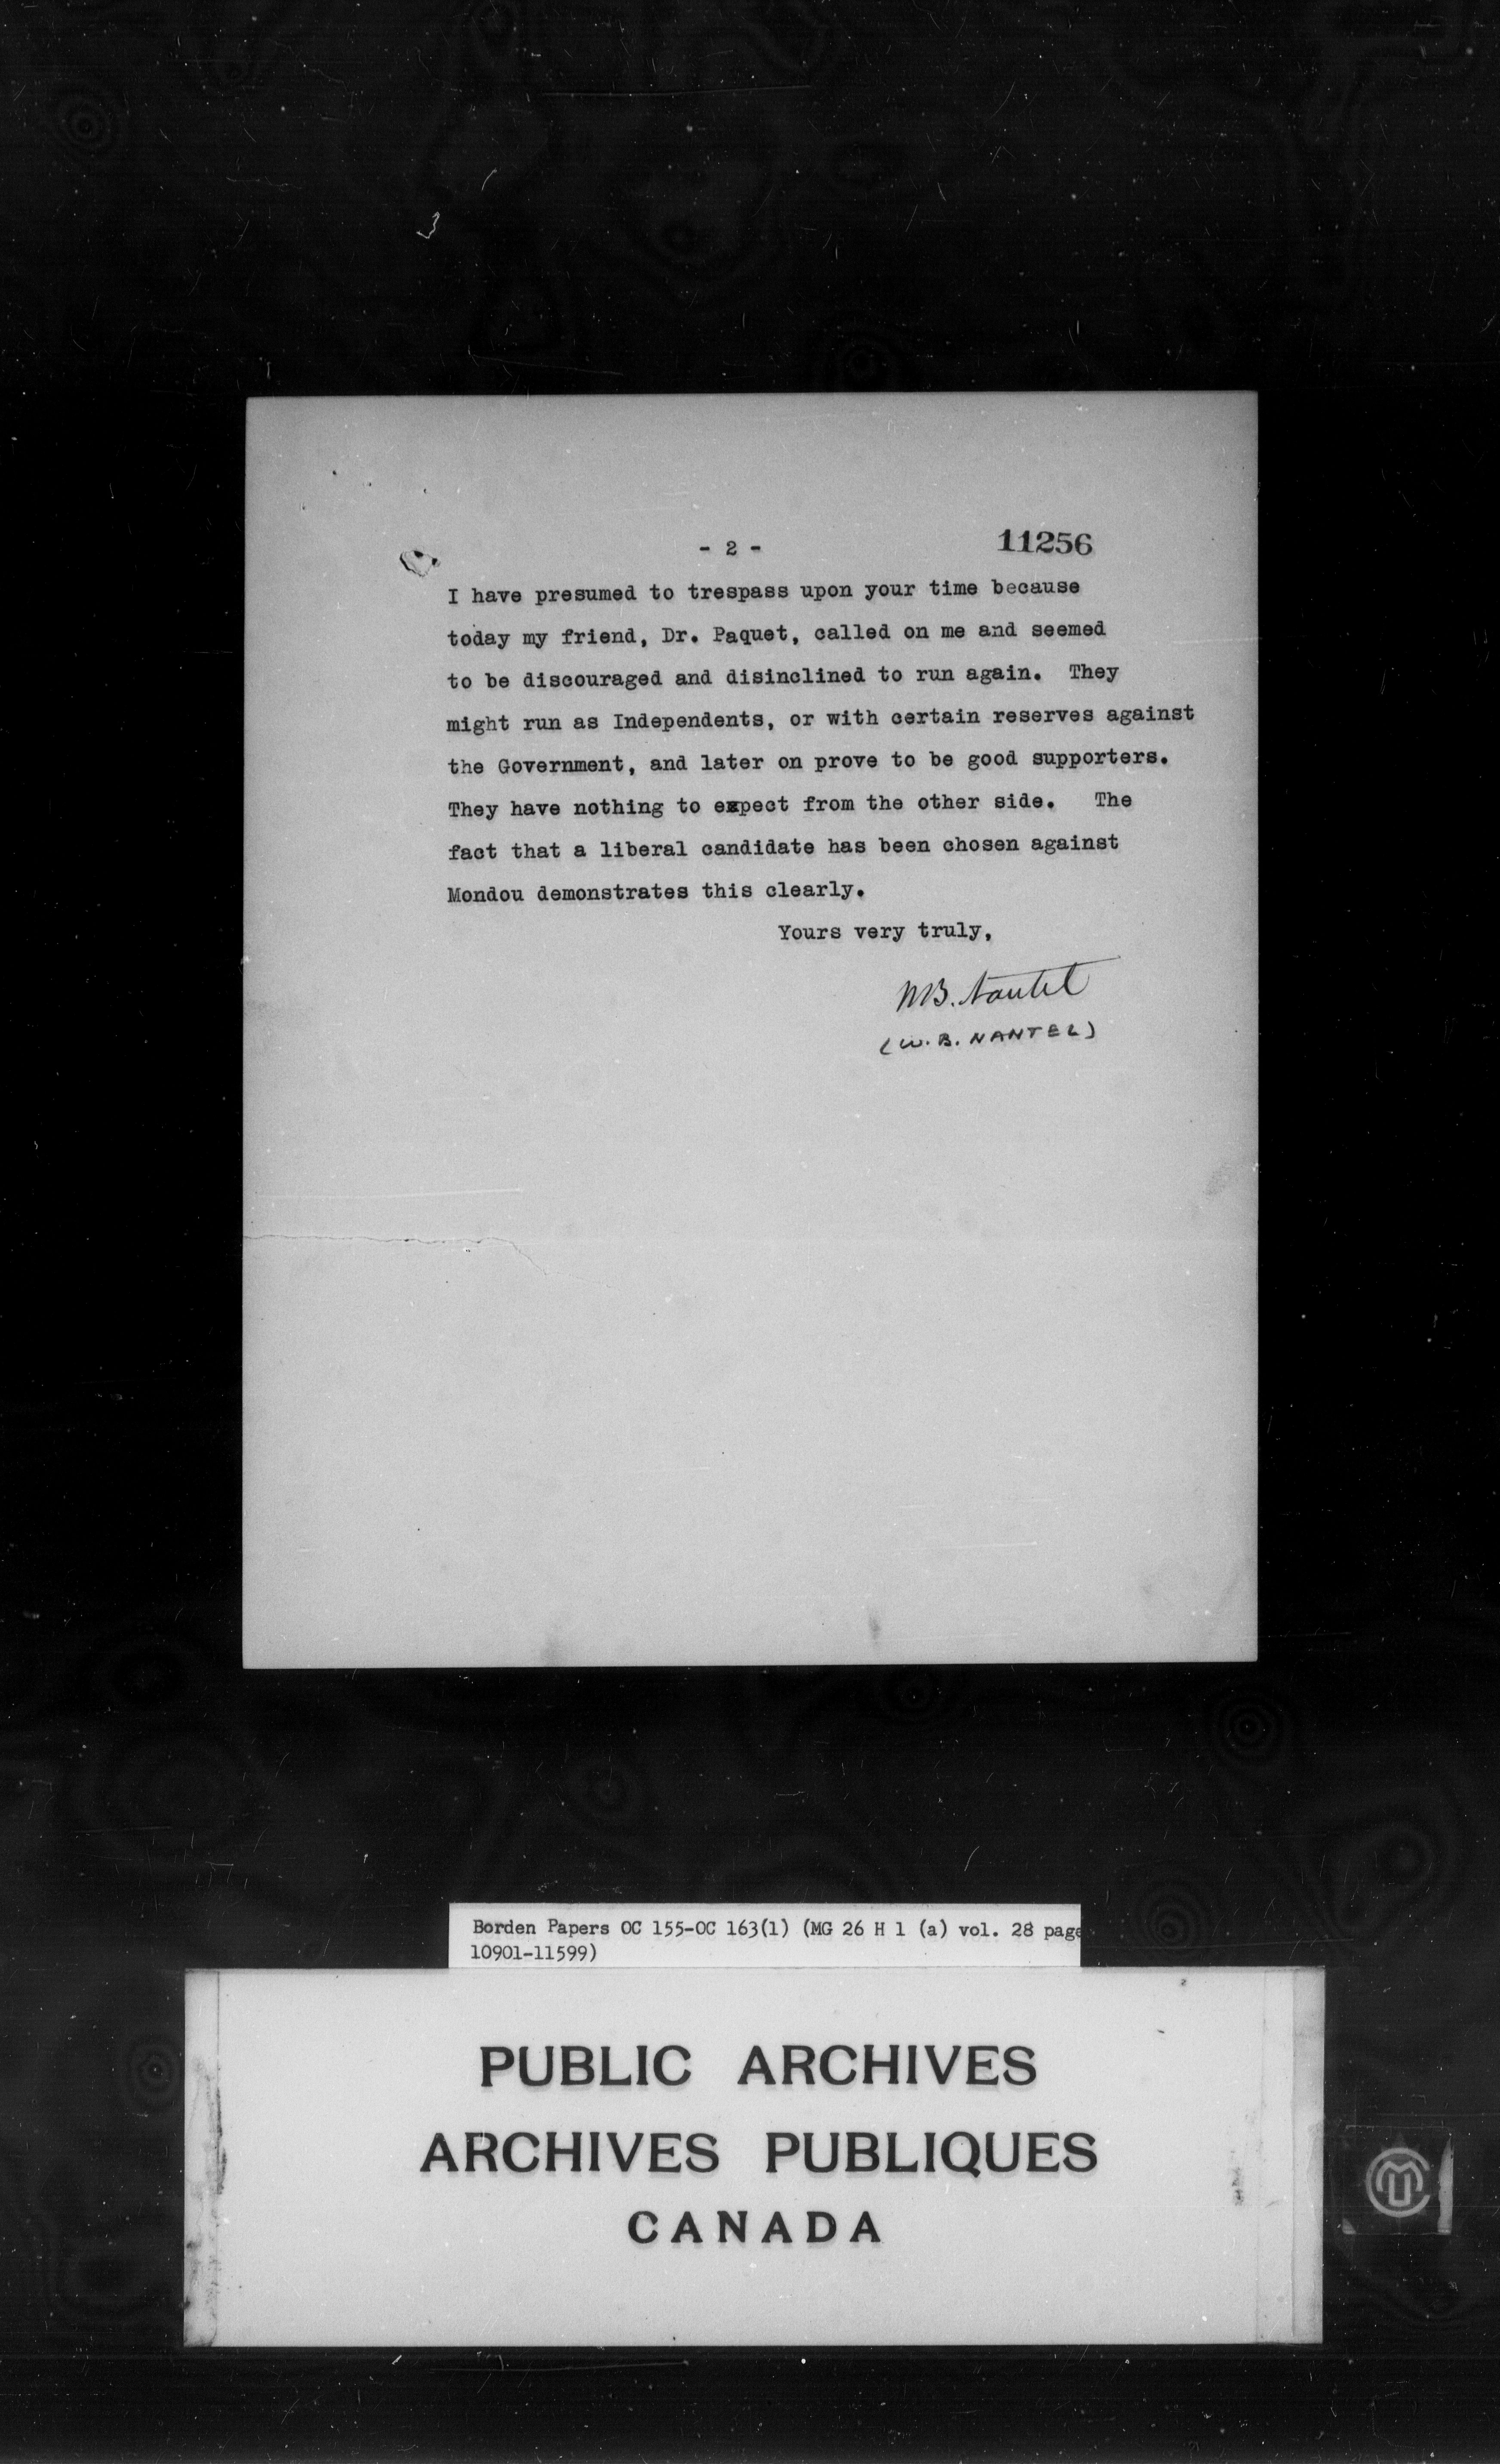 - 2 -
11256
I have presumed to trespass upon your time because
today my friend, Dr. Paquet, called on me and seemed
to be discouraged and disinclined to run again. They
might run as Independents, or with certain reserves against
the Government, and later on prove to be good supporters.
They have nothing to expect from the other side. The
fact that a liberal candidate has been chosen against
Mondou demonstrates this clearly.
Yours very truly,
WB. Nantel
(W. B. NANTEL)
Borden Papers OC 155-OC 163(1) (MG 26 H 1 (a) vol. 28 page
10901-11599)
PUBLIC ARCHIVES
ARCHIVES PUBLIQUES
CANADA